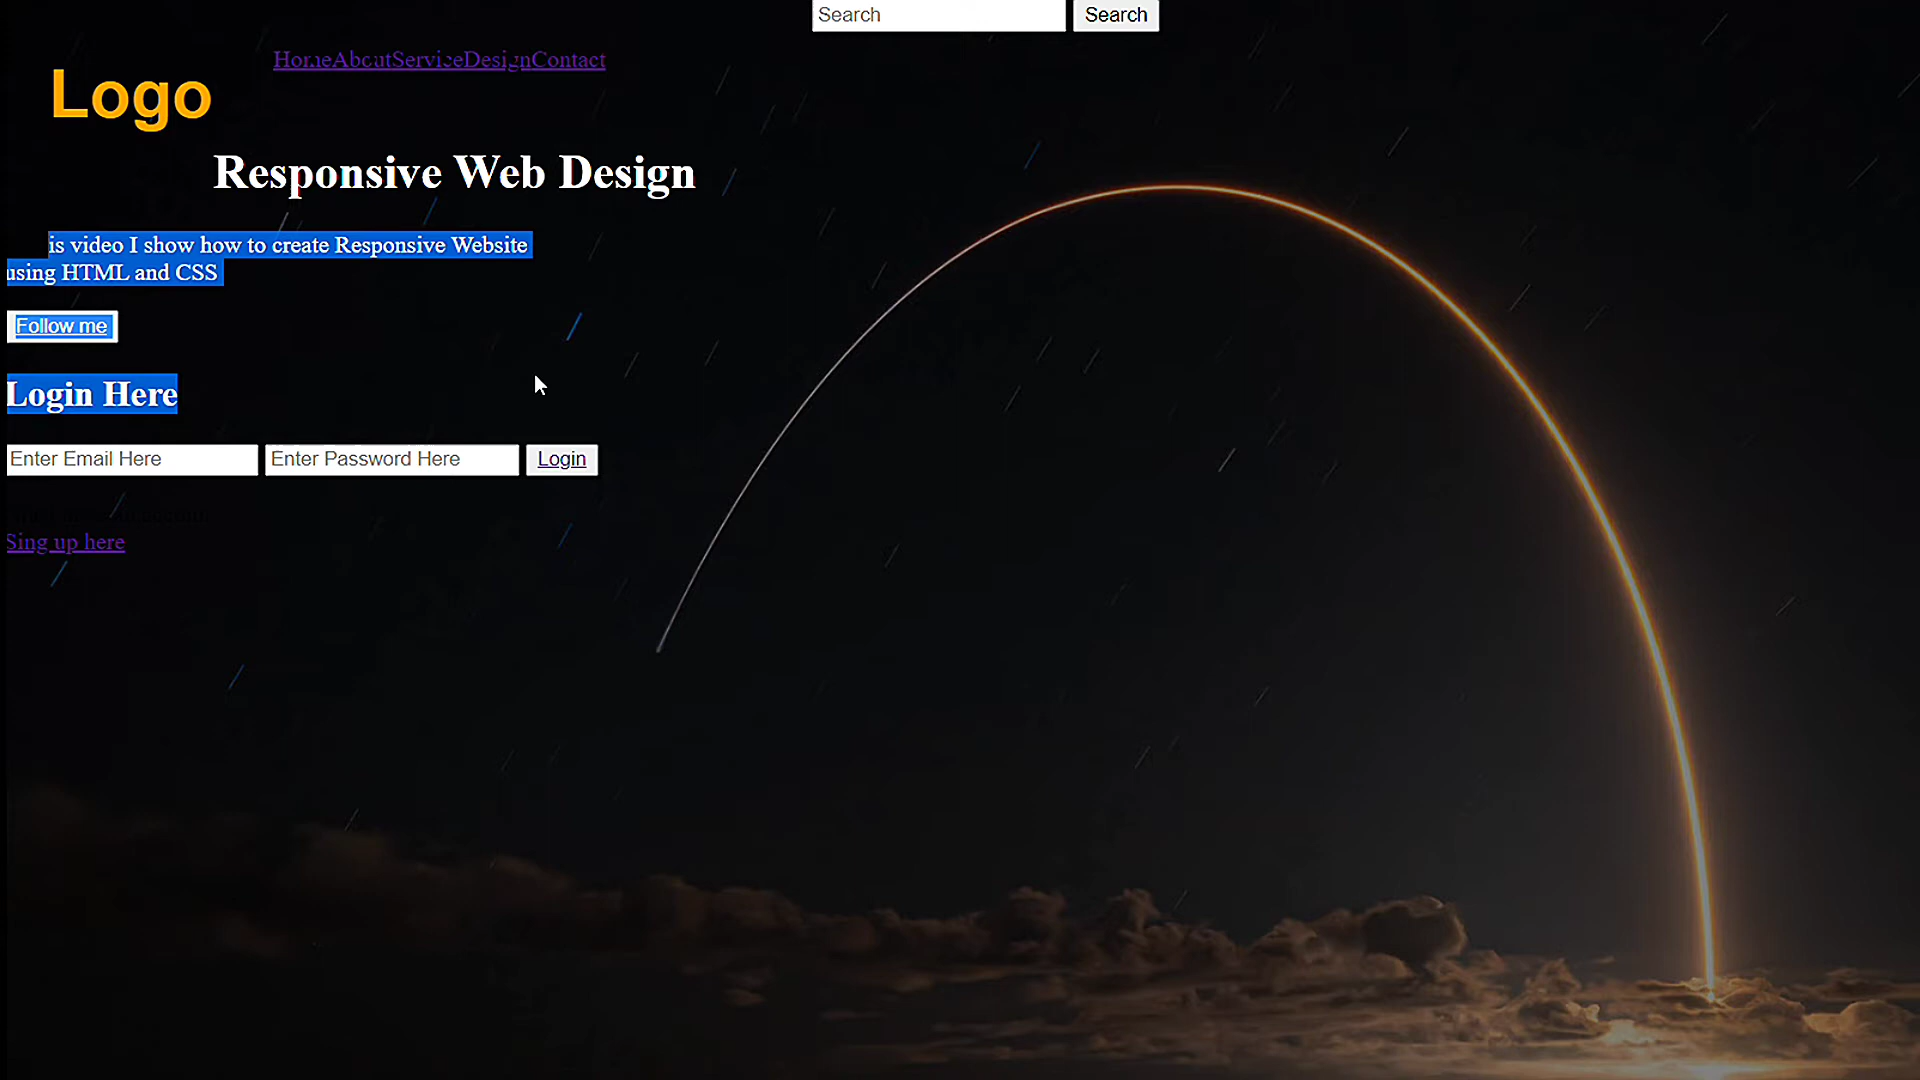 Search Search
HomeAboutServiceDesignContact
Logo
Responsive Web Design
is video I show how to create Responsive Website
using HTML and CSS
Follow me
Login Here
Enter Email Here Enter Password Here Login
Sing up here